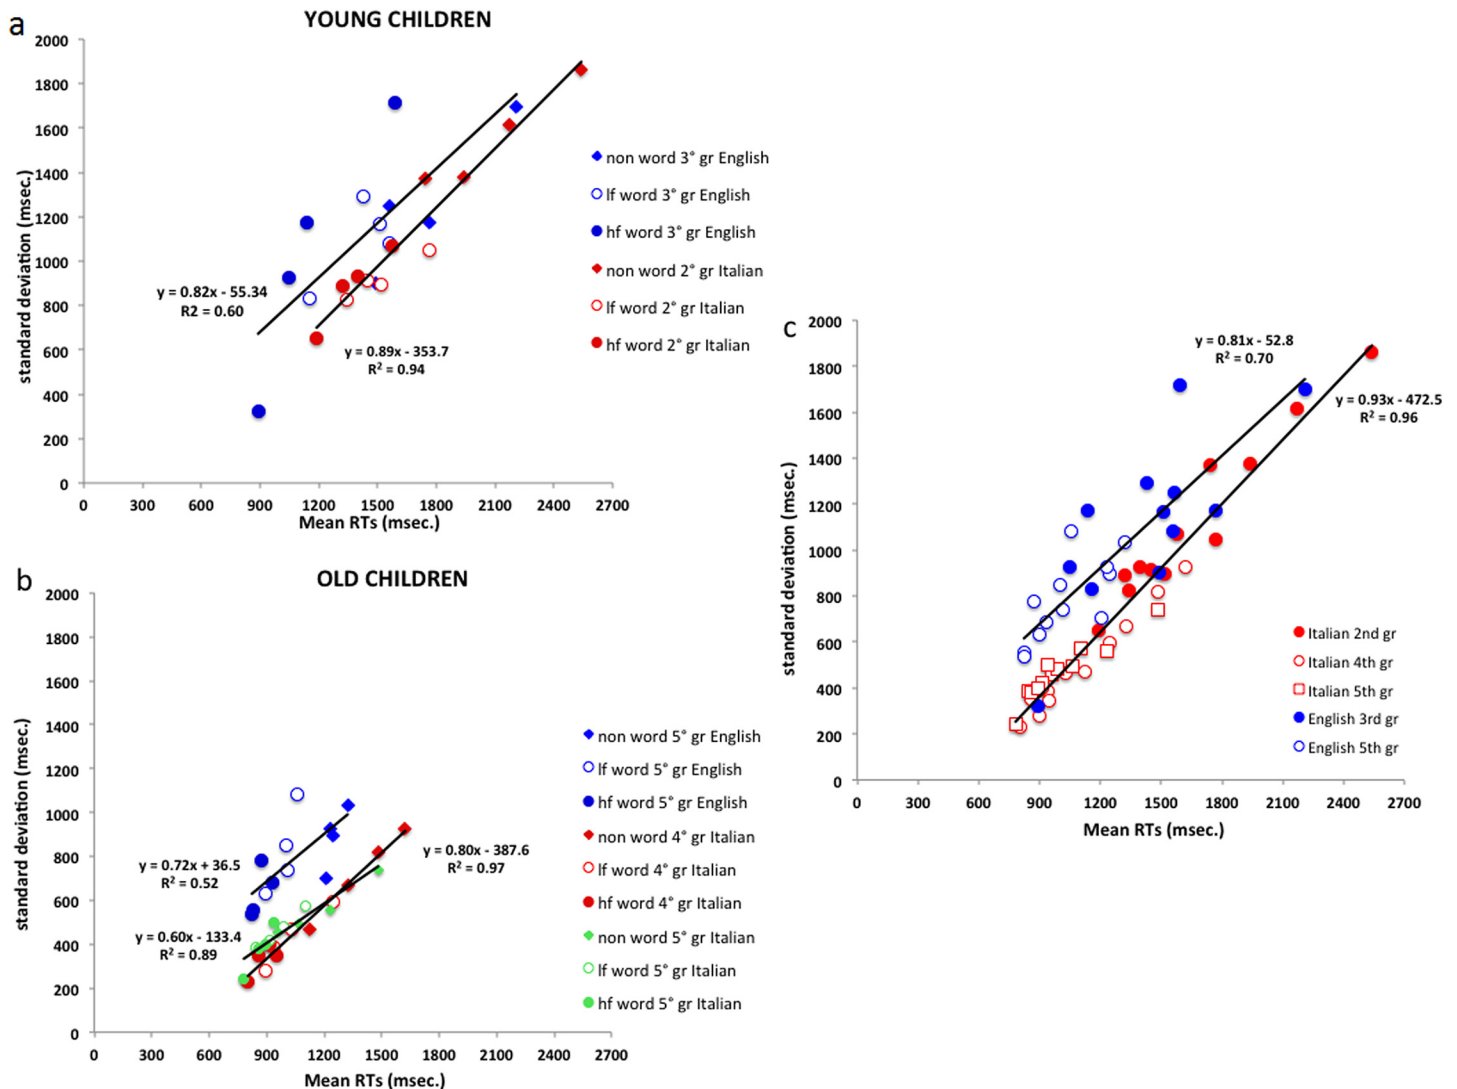 a
YOUNG CHILDREN
2000
1800
1600
1400
1200
1000
800
600
400
200
0
standard deviation (msec.)
0 300 600 900 1200 1500 1800 2100 2400 2700
Mean RTs (msec.)
y = 0.82x - 55.34
R2 = 0.60
y = 0.89x - 353.7
R² = 0.94
non word 3° gr English
lf word 3° gr English
hf word 3° gr English
non word 2° gr Italian
lf word 2° gr Italian
hf word 2° gr Italian
b
OLD CHILDREN
2000
1800
1600
1400
1200
1000
800
600
400
200
0
standard deviation (msec.)
0 300 600 900 1200 1500 1800 2100 2400 2700
Mean RTs (msec.)
y = 0.72x + 36.5
R² = 0.52
y = 0.80x - 387.6
R² = 0.97
y = 0.60x - 133.4
R² = 0.89
non word 5° gr English
lf word 5° gr English
hf word 5° gr English
non word 4° gr Italian
lf word 4° gr Italian
hf word 4° gr Italian
non word 5° gr Italian
lf word 5° gr Italian
hf word 5° gr Italian
c
2000
1800
1600
1400
1200
1000
800
600
400
200
0
standard deviation (msec.)
0 300 600 900 1200 1500 1800 2100 2400 2700
Mean RTs (msec.)
y = 0.81x - 52.8
R² = 0.70
y = 0.93x - 472.5
R² = 0.96
Italian 2nd gr
Italian 4th gr
Italian 5th gr
English 3rd gr
English 5th gr